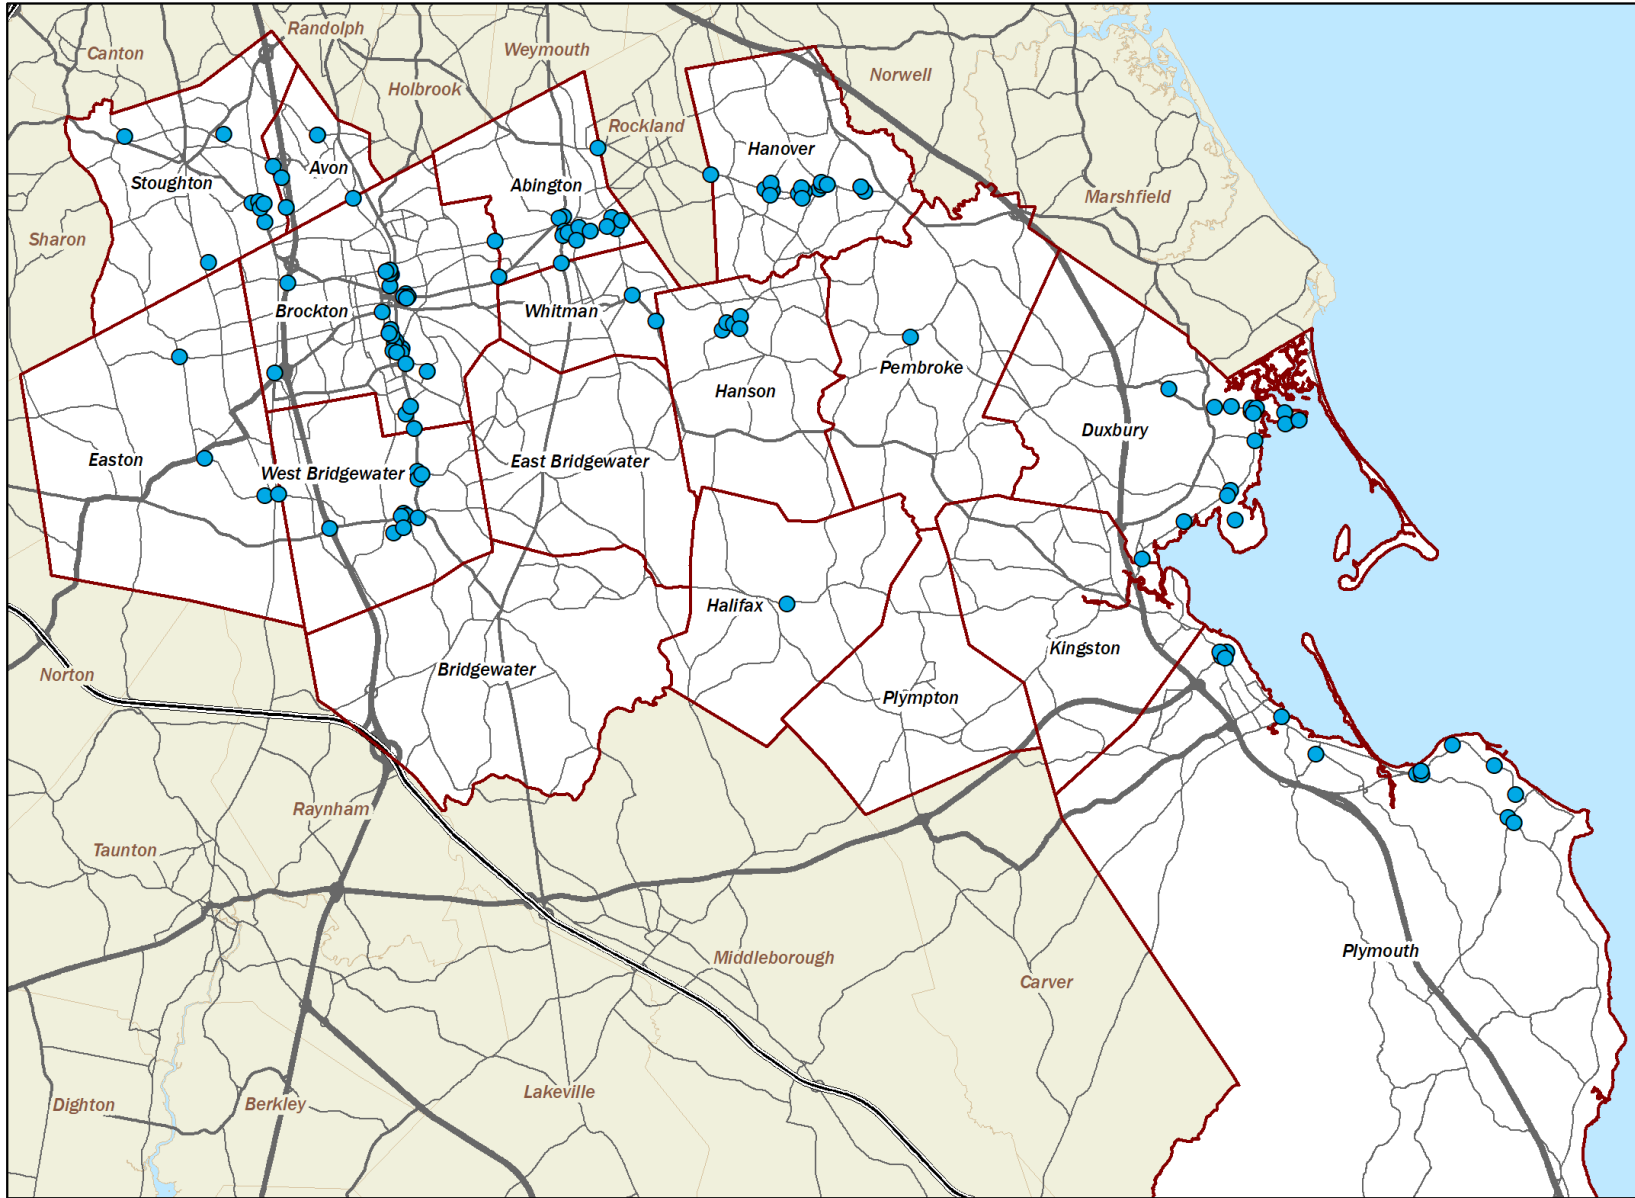 Randolph
Canton
Weymouth
Norwell
Holbrook
Rockland
Hanover
Avon
Stoughton
Abington
Marshfield
Sharon
Brockton
Whitman
Pembroke
Hanson
Duxbury
Easton
East Bridgewater
West Bridgewater
Halifax
Kingston
Bridgewater
Norton
Plympton
Raynham
Taunton
Plymouth
Middleborough
Carver
Lakeville
Dighton
Berkley